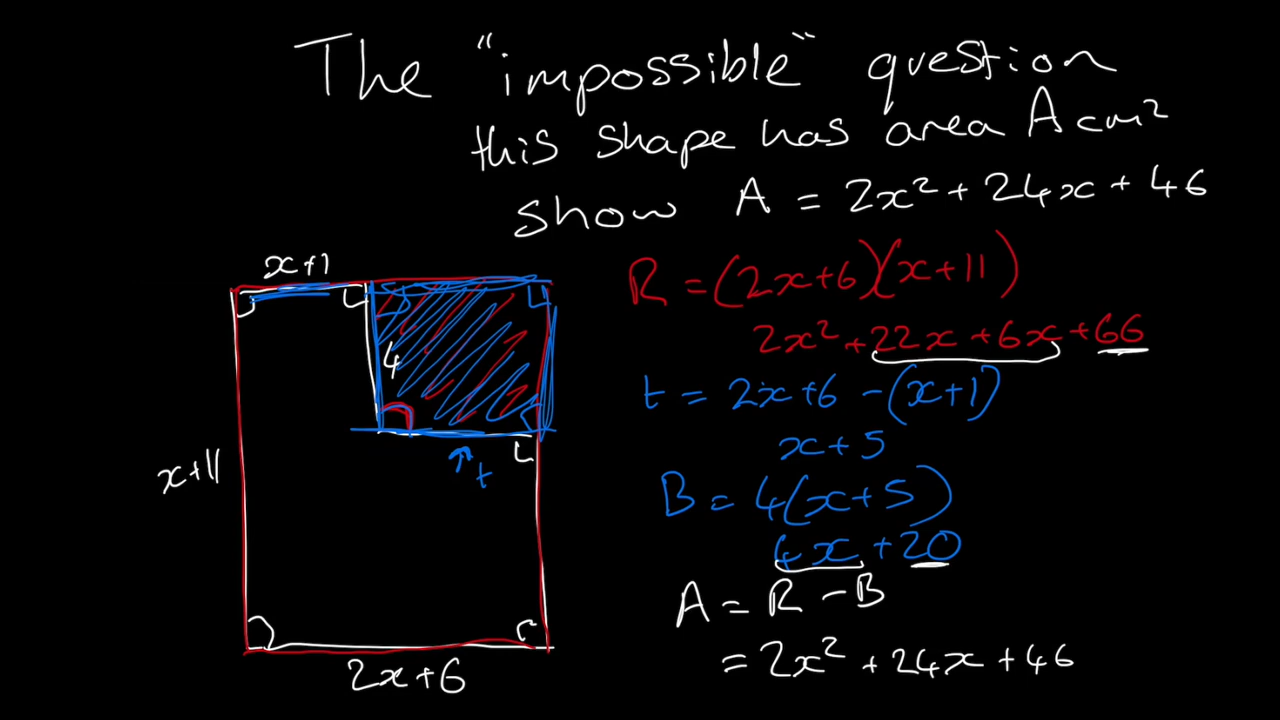 The "impossible" question
this shape has area A cm²
show A = 2x² + 24x + 46
x+1
4
x+11
t
2x+6
R = (2x+6)(x+11)
2x² + 22x + 6x + 66
t = 2x+6 - (x+1)
x+5
B = 4(x+5)
4x + 20
A = R - B
= 2x² + 24x + 46